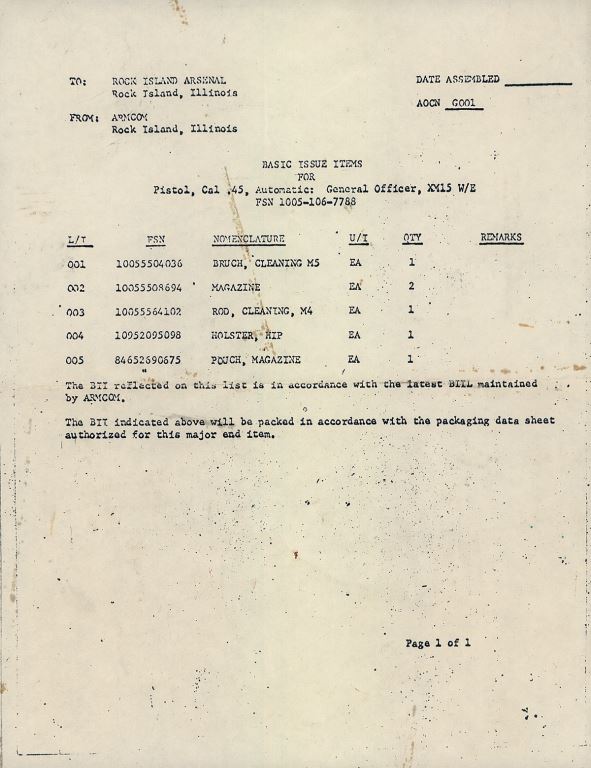 TO: ROCK ISLAND ARSENAL DATE ASSEMBLED
Rock Island, Illinois
AOCN G001
FROM: ARMCOM
Rock Island, Illinois
BASIC ISSUE ITEMS
FOR
Pistol, Cal .45, Automatic: General Officer, XM15 W/E
FSN 1005-106-7788
L/I FSN NOMENCLATURE U/I QTY REMARKS
001 10055504036 BRUCH, CLEANING M5 EA 1
002 10055508694 MAGAZINE EA 2
003 10055564102 ROD, CLEANING, M4 EA 1
004 10952095098 HOLSTER, HIP EA 1
005 84652690675 POUCH, MAGAZINE EA 1
The BII reflected on this list is in accordance with the latest BIIL maintained
by ARMCOM.
The BII indicated above will be packed in accordance with the packaging data sheet
authorized for this major end item.
Page 1 of 1